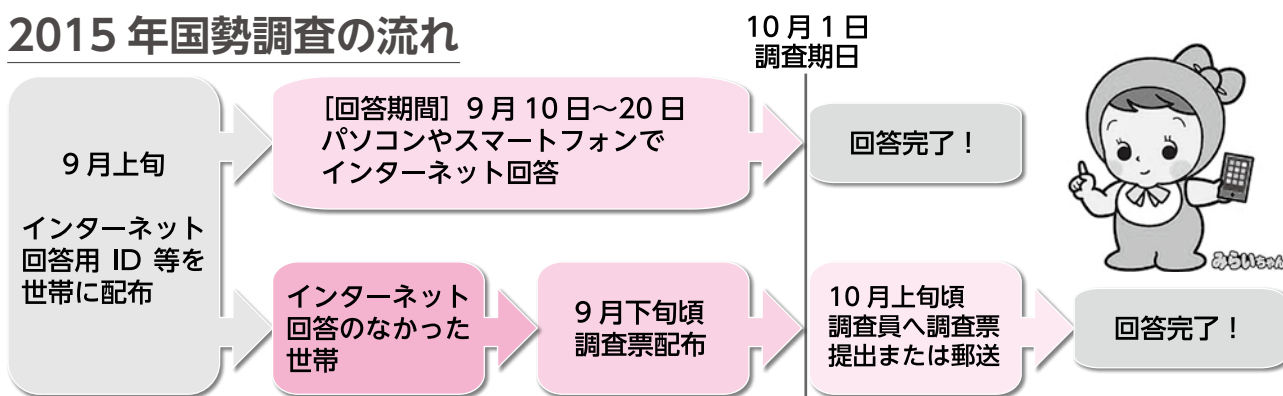 2015年国勢調査の流れ
10月1日
調査期日
9月上旬
インターネット
回答用 ID 等を
世帯に配布
［回答期間］9月10日～20日
パソコンやスマートフォンで
インターネット回答
回答完了！
インターネット
回答のなかった
世帯
9月下旬頃
調査票配布
10月上旬頃
調査員へ調査票
提出または郵送
回答完了！
みらいちゃん